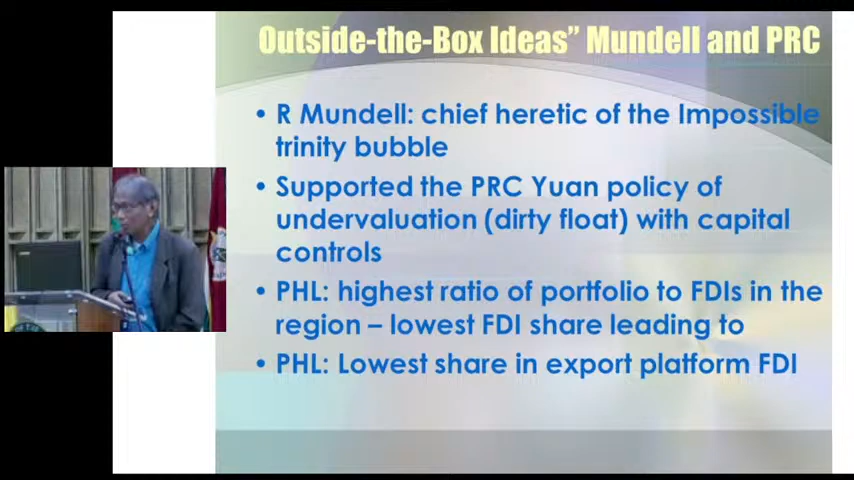 Outside-the-Box Ideas” Mundell and PRC
• R Mundell: chief heretic of the Impossible
trinity bubble
• Supported the PRC Yuan policy of
undervaluation (dirty float) with capital
controls
• PHL: highest ratio of portfolio to FDIs in the
region – lowest FDI share leading to
• PHL: Lowest share in export platform FDI